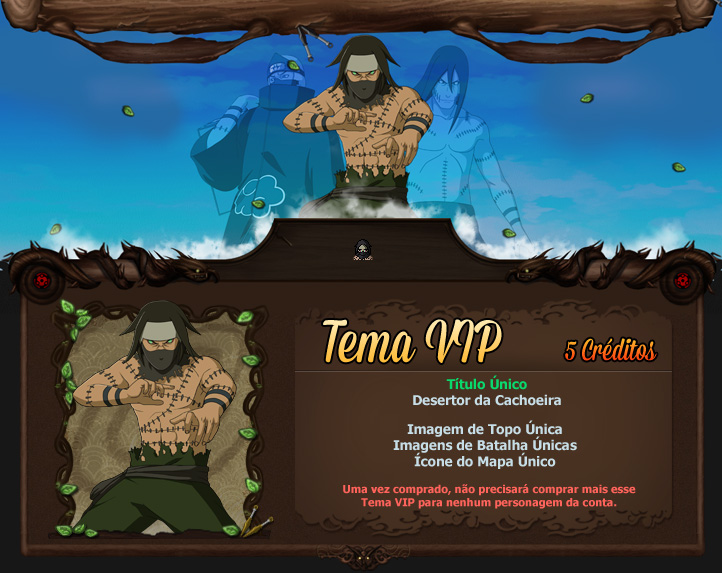 Tema VIP
5 Créditos
Título Único
Desertor da Cachoeira
Imagem de Topo Única
Imagens de Batalha Únicas
Ícone do Mapa Único
Uma vez comprado, não precisará comprar mais esse
Tema VIP para nenhum personagem da conta.